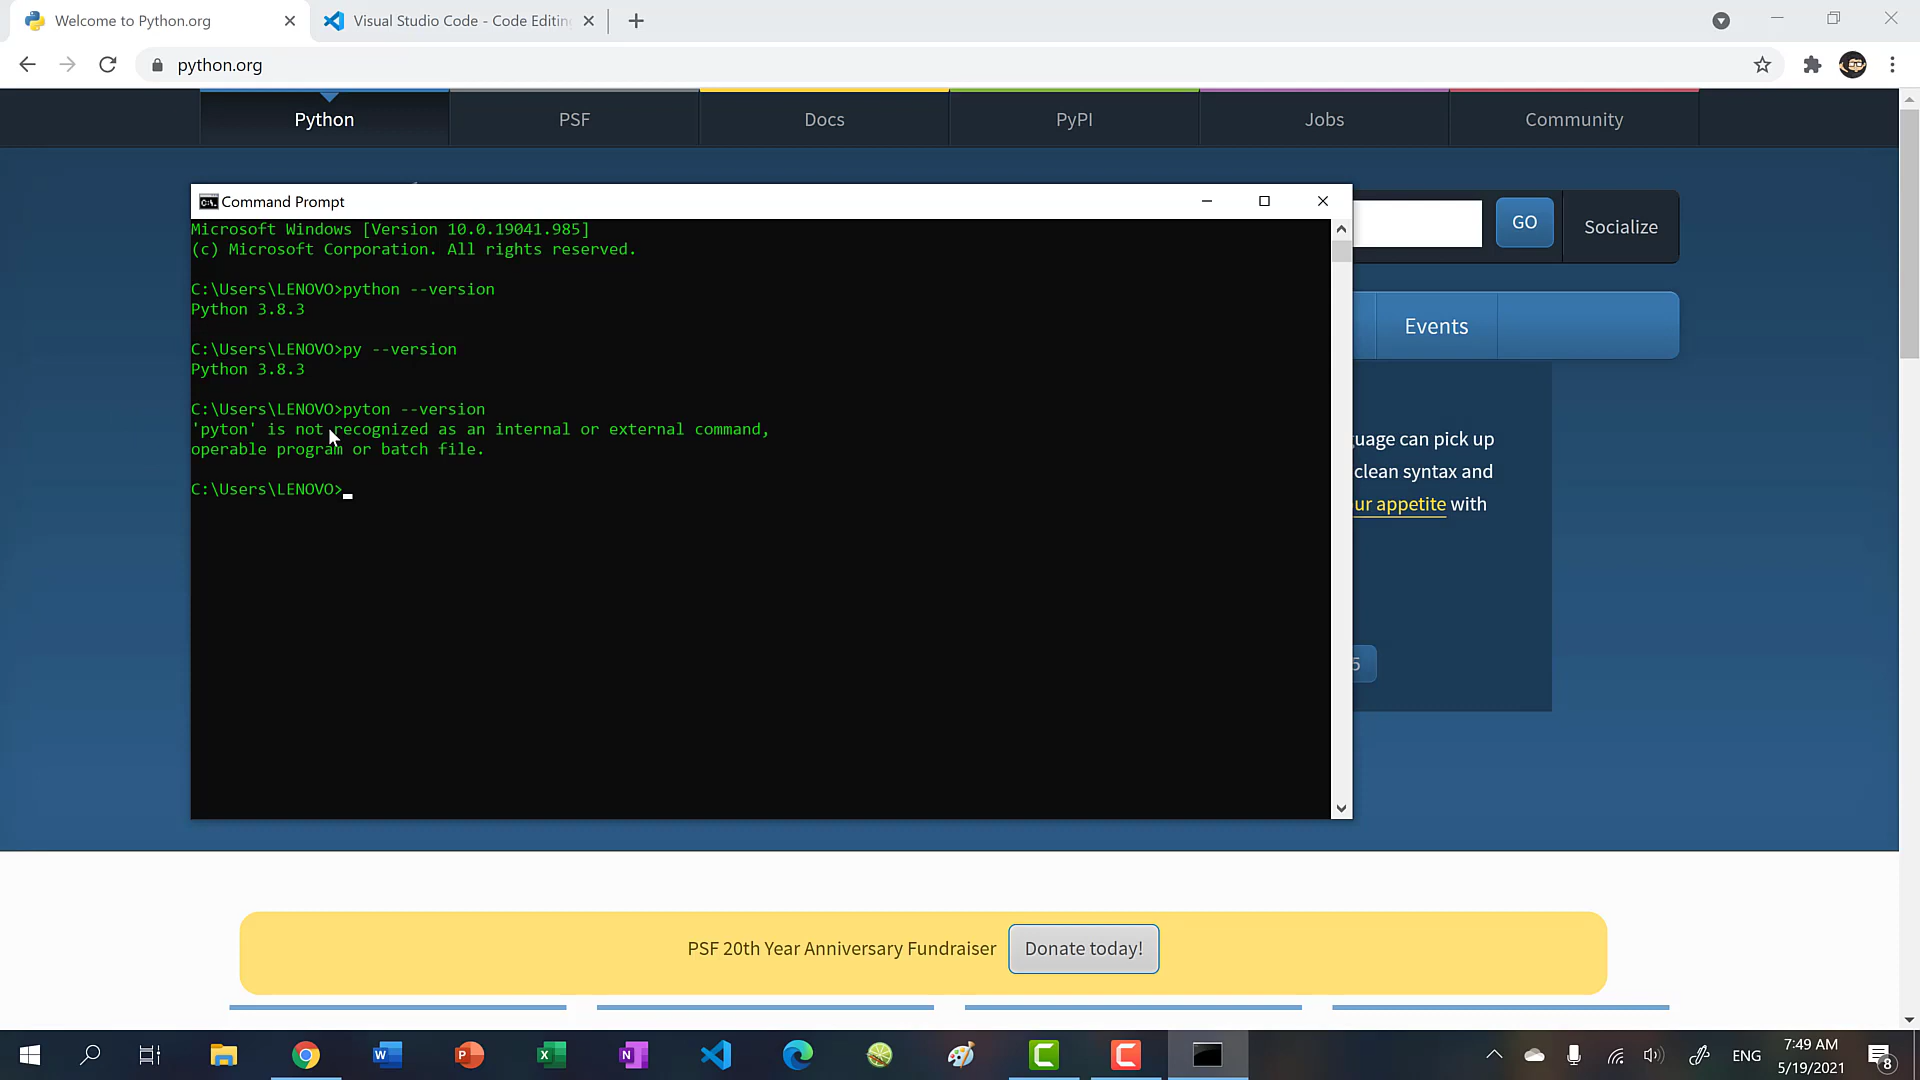 Welcome to Python.org
Visual Studio Code - Code Editing
python.org
Python
PSF
Docs
PyPI
Jobs
Community
Command Prompt
Microsoft Windows [Version 10.0.19041.985]
(c) Microsoft Corporation. All rights reserved.
C:\Users\LENOVO>python --version
Python 3.8.3
C:\Users\LENOVO>py --version
Python 3.8.3
C:\Users\LENOVO>pyton --version
'pyton' is not recognized as an internal or external command,
operable program or batch file.
C:\Users\LENOVO>
GO
Socialize
Events
guage can pick up
clean syntax and
ur appetite with
5
PSF 20th Year Anniversary Fundraiser
Donate today!
ENG
7:49 AM
5/19/2021
8